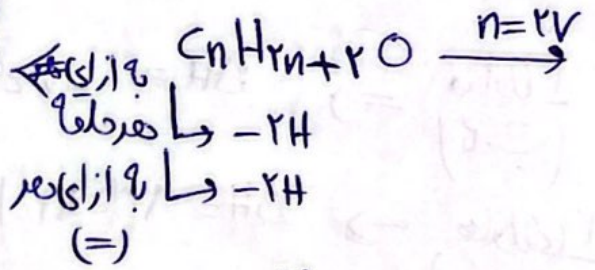 CnH۲n+۲O n=۲۷
به ازای
هر حلقه → -۲H
به ازای هر → -۲H
(=)